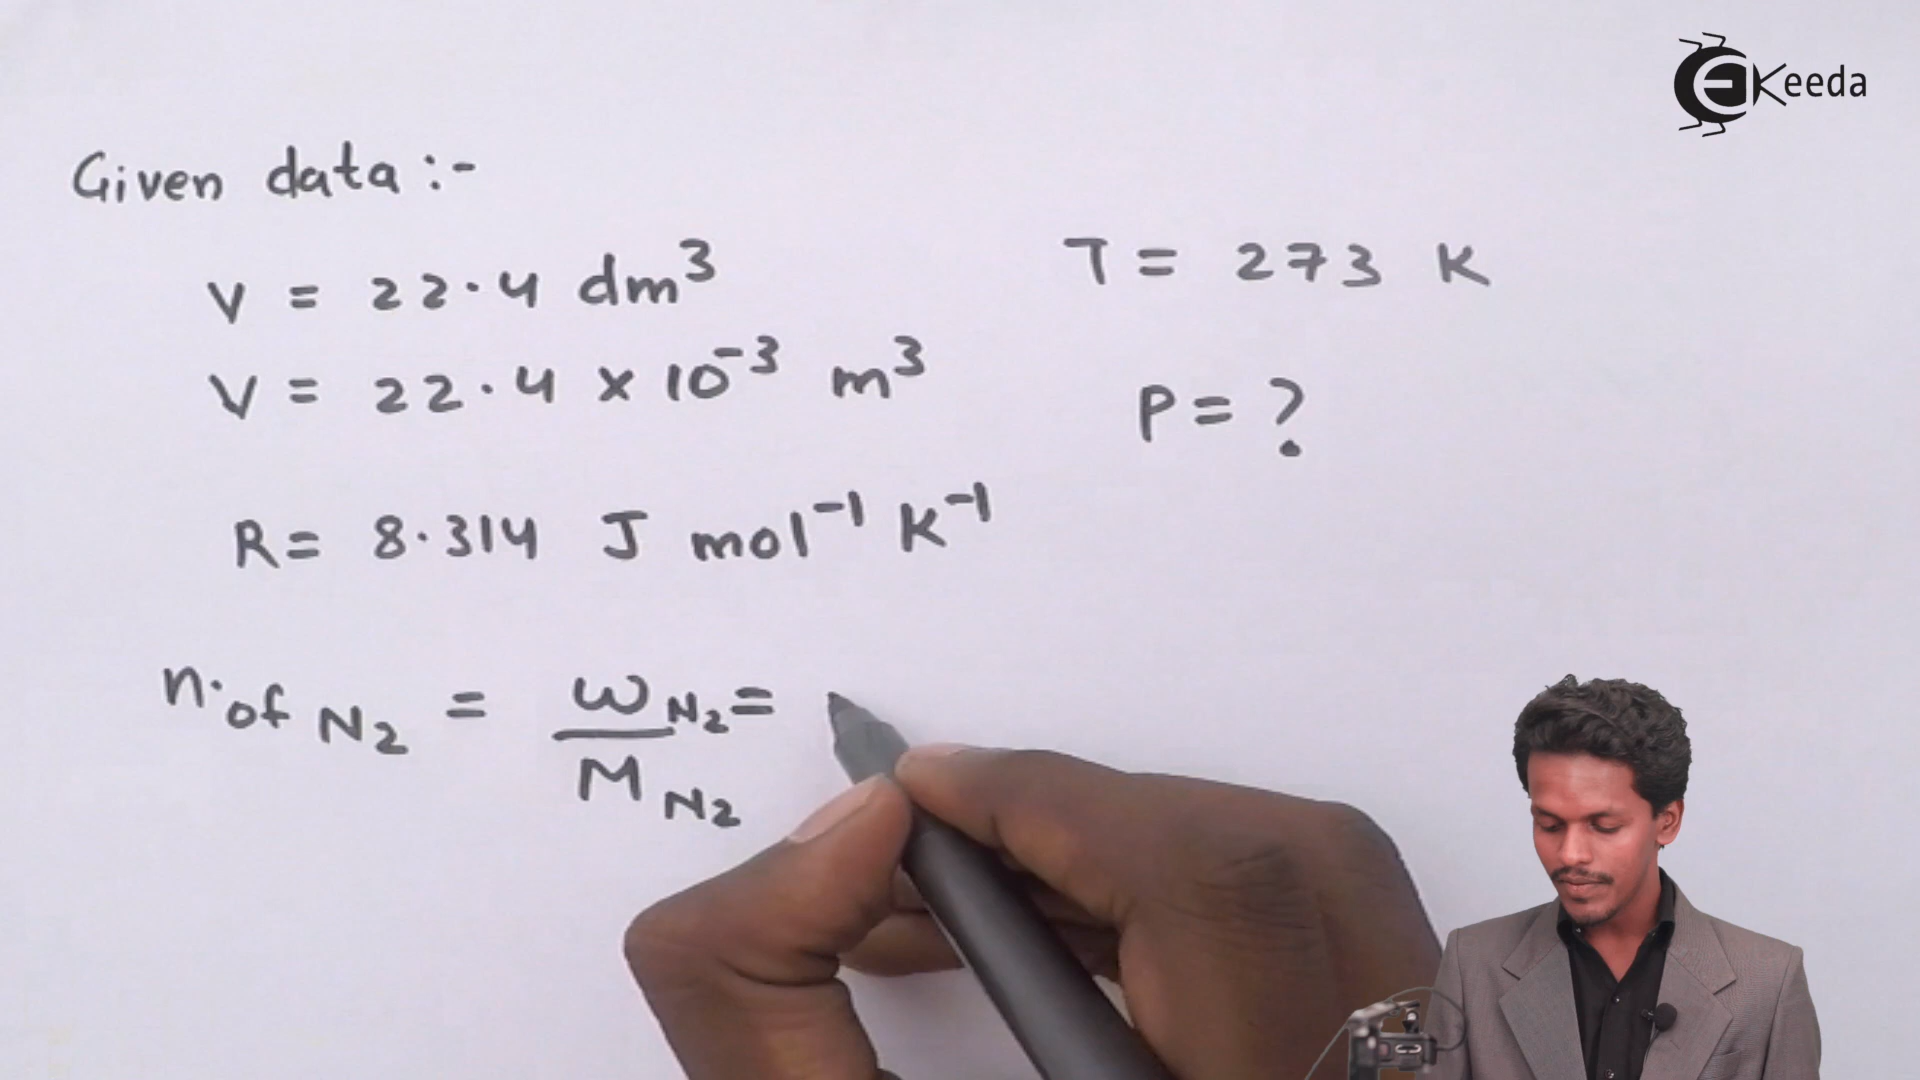 EKeeda
Given data :-
V = 22.4 dm³
V = 22.4 × 10⁻³ m³
R = 8.314 J mol⁻¹ K⁻¹
T = 273 K
P = ?
n. of N₂ = ω N₂ =
M N₂